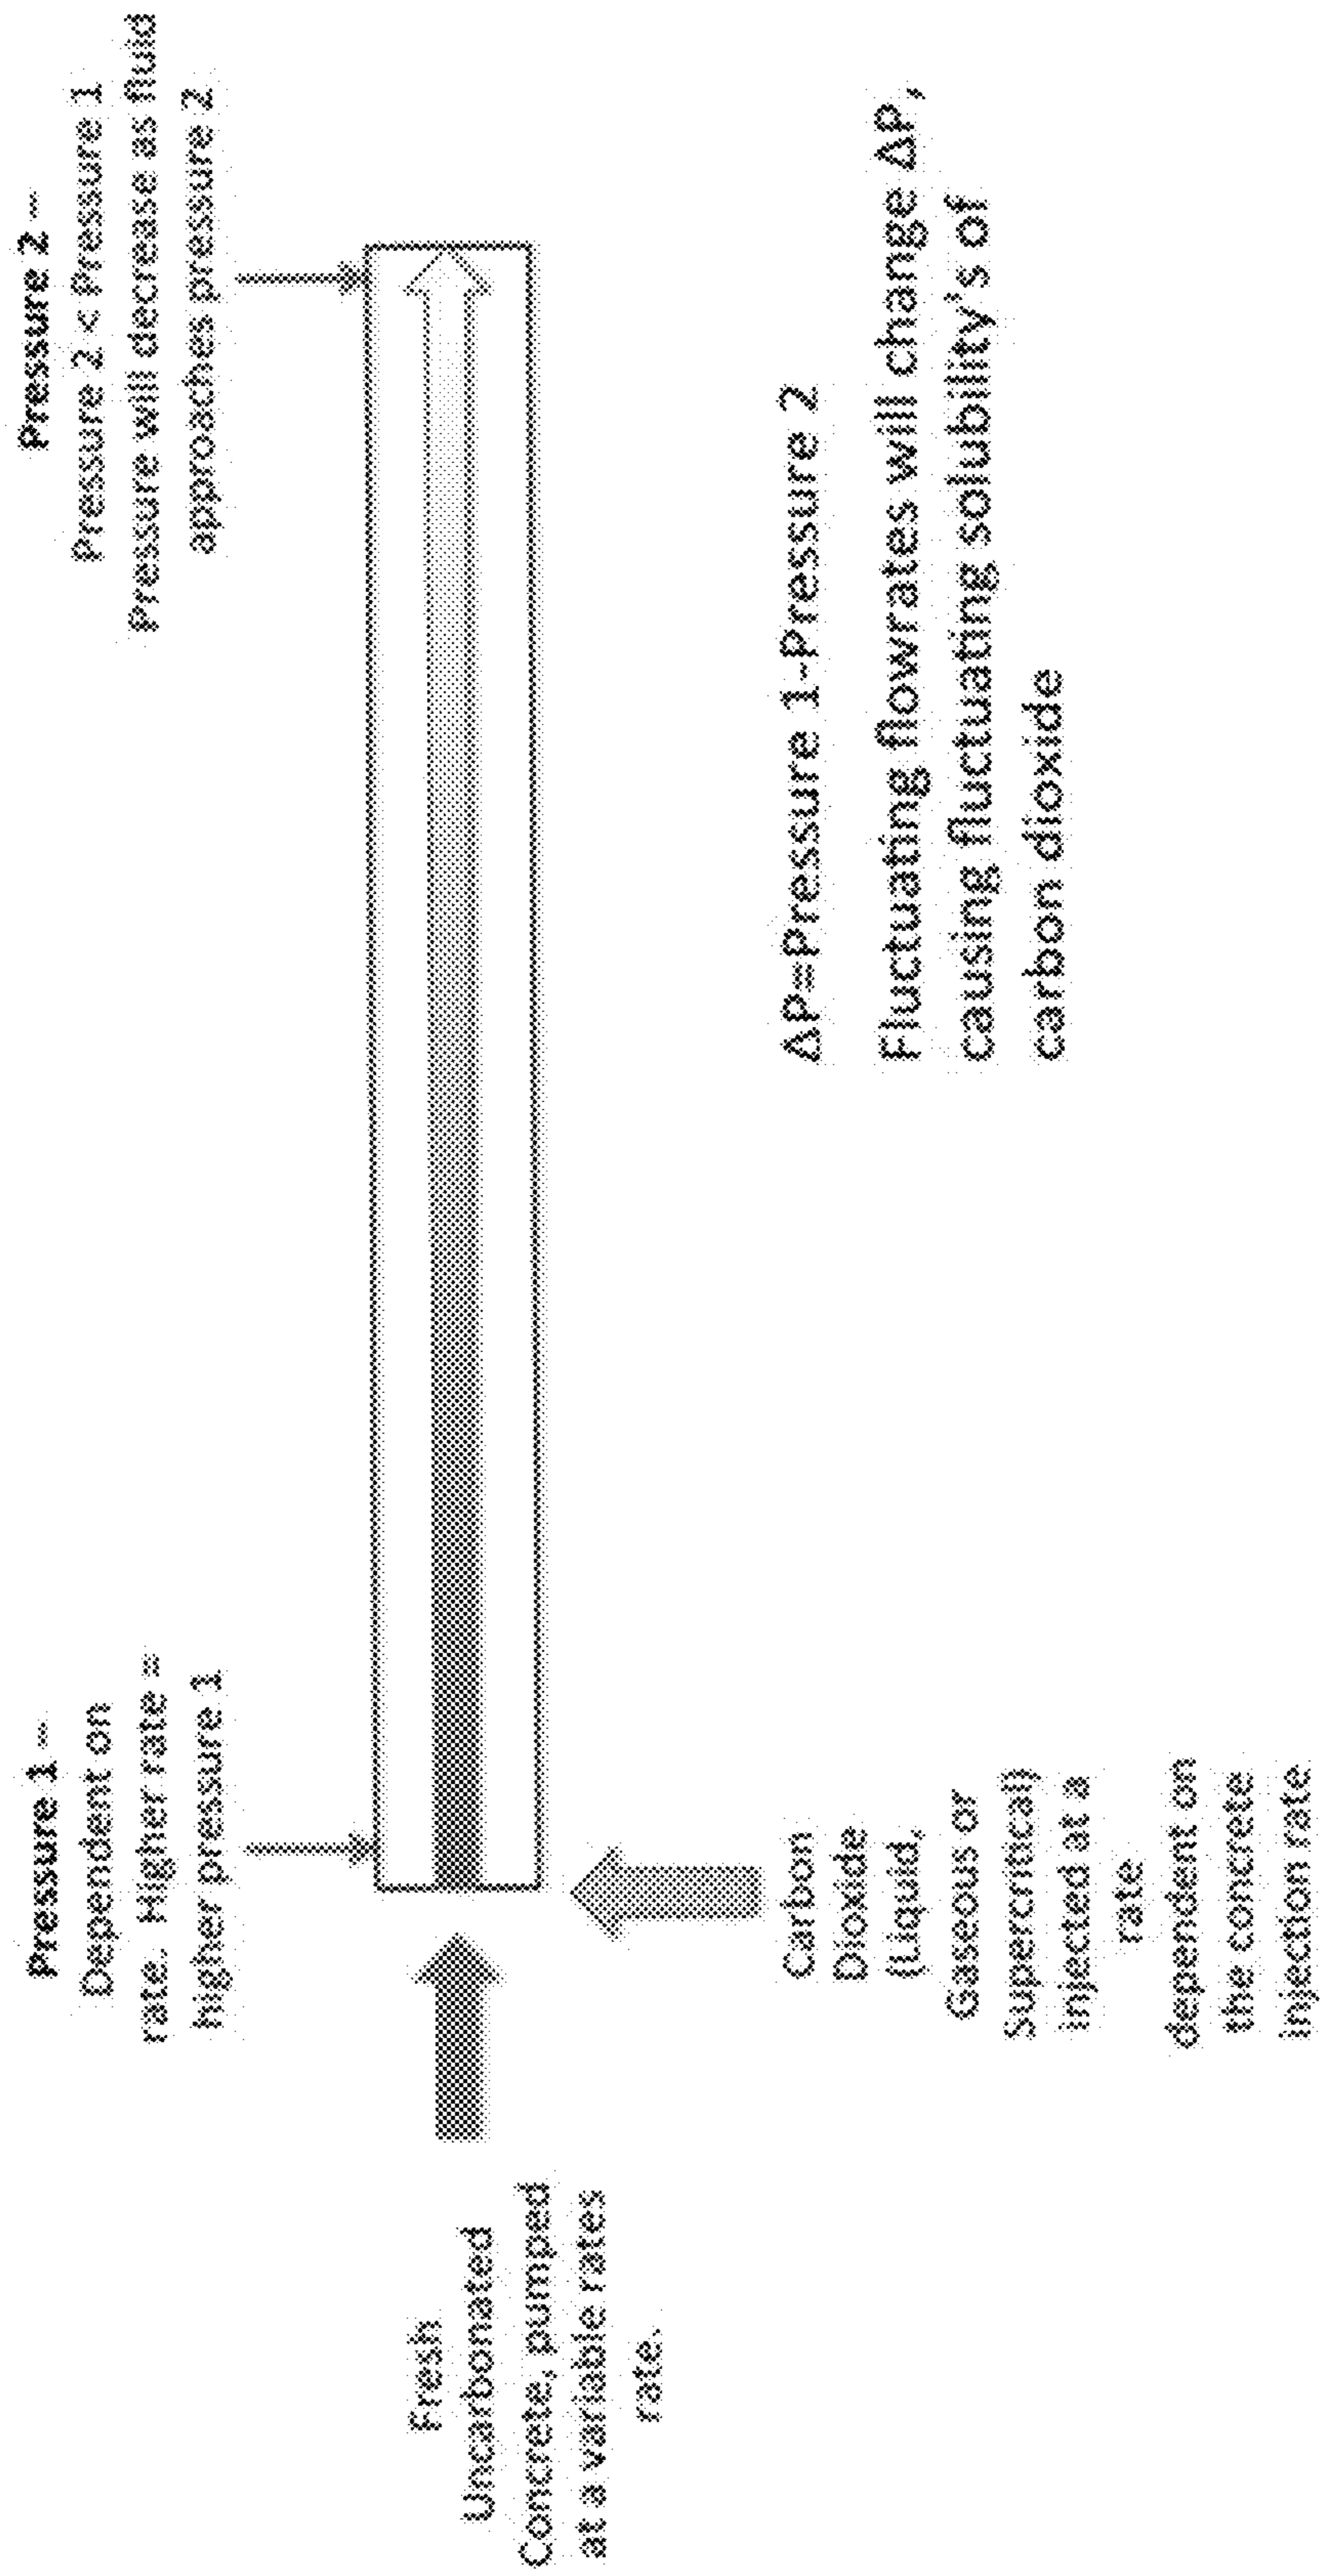 Pressure 1 –
Dependent on
rate. Higher rate =
higher pressure 1
Pressure 2 –
Pressure 2 < Pressure 1
Pressure will decrease as fluid
approaches pressure 2
Fresh
Uncarbonated
Concrete, pumped
at a variable rates
rate.
Carbon
Dioxide
(Liquid,
Gaseous or
Supercritical)
injected at a
rate
dependent on
the concrete
injection rate
ΔP=Pressure 1-Pressure 2
Fluctuating flowrates will change ΔP,
causing fluctuating solubility's of
carbon dioxide